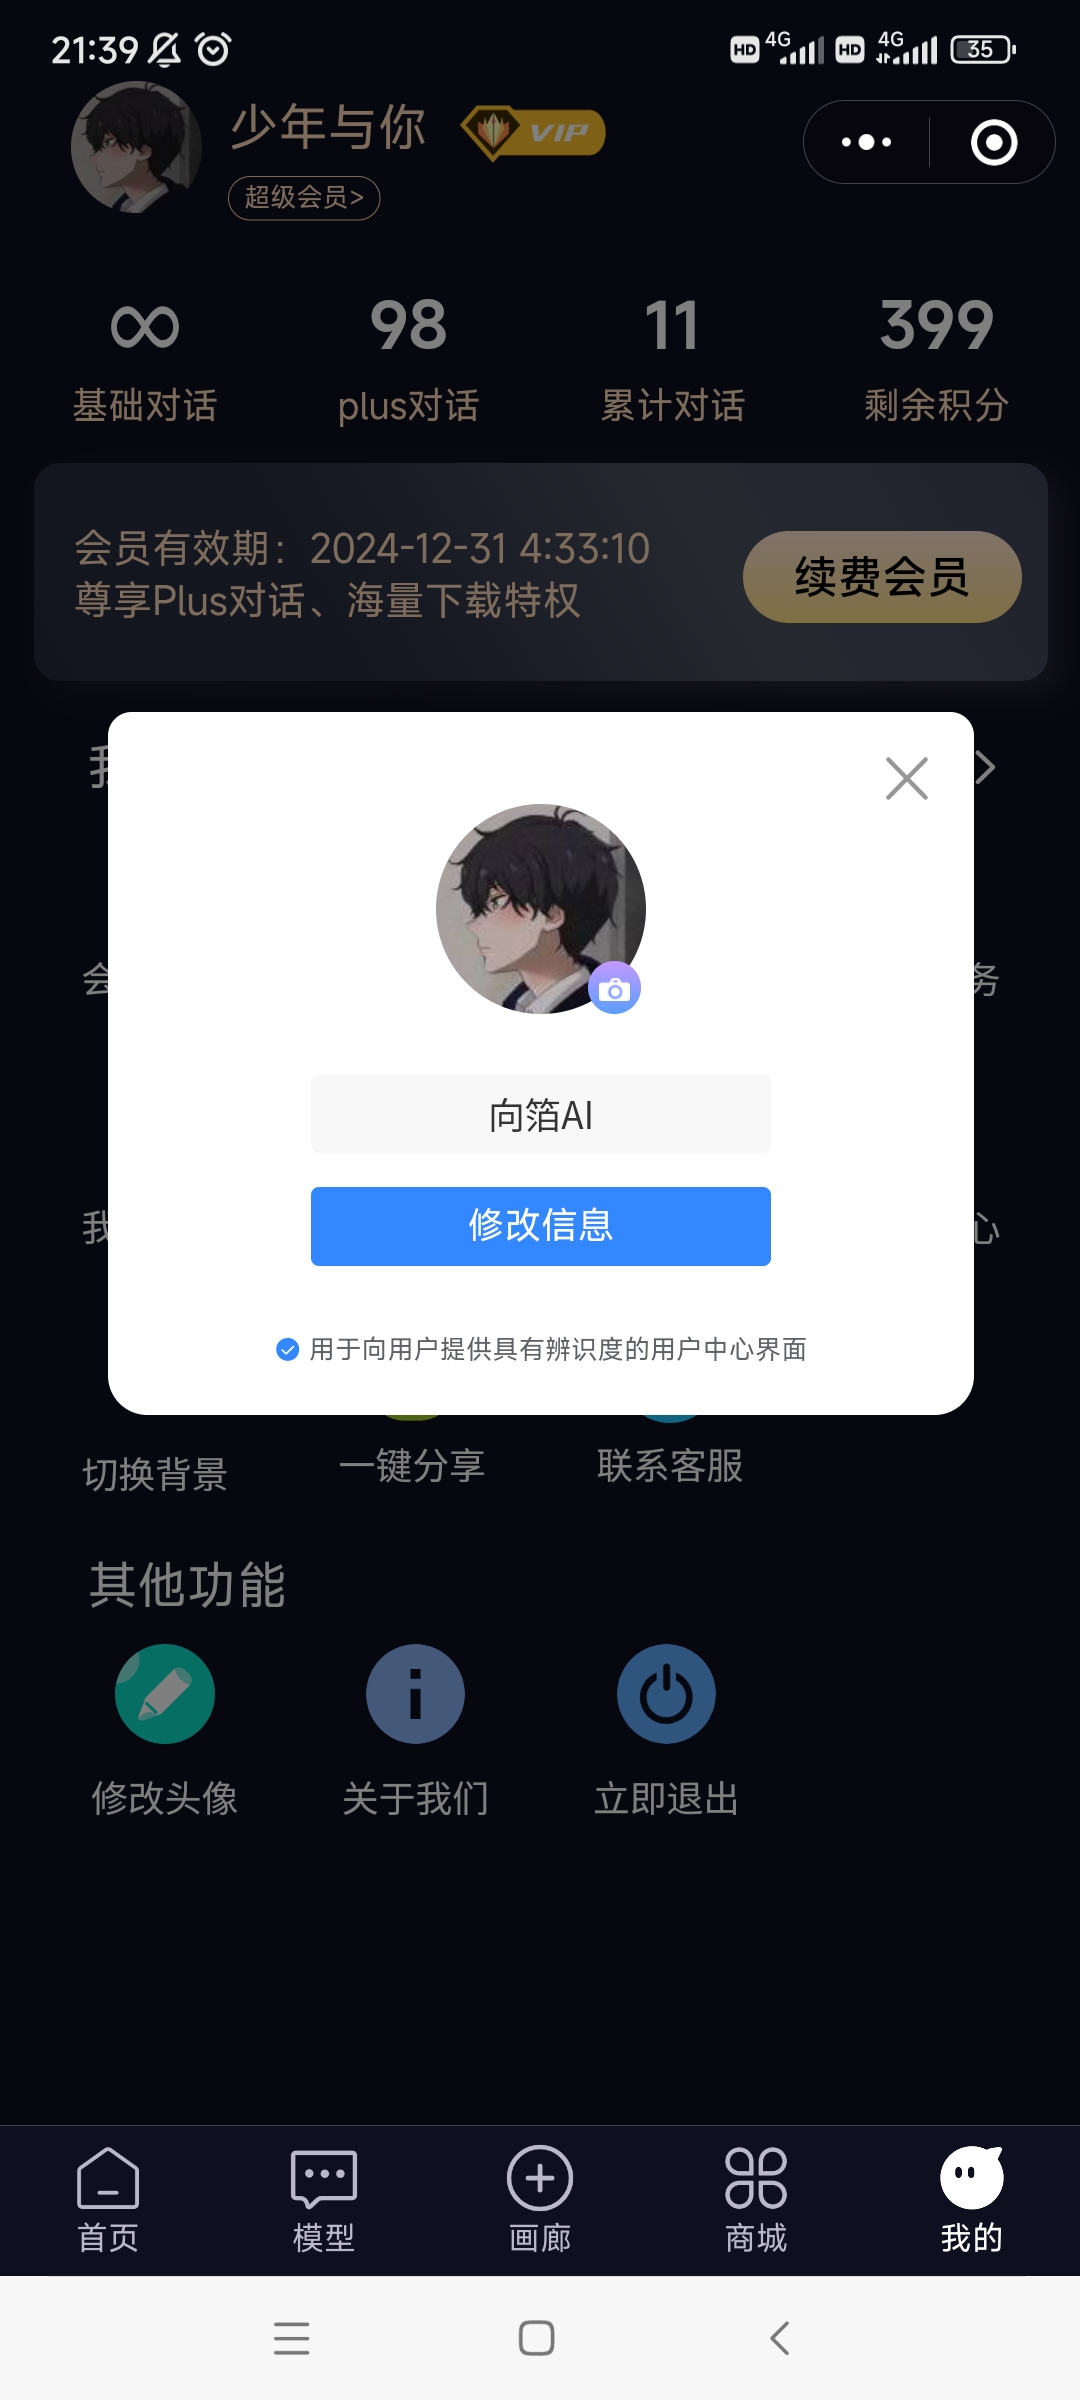 21:39
HD 4G HD 4G 35
少年与你 VIP
超级会员>
∞ 98 11 399
基础对话 plus对话 累计对话 剩余积分
会员有效期：2024-12-31 4:33:10
尊享Plus对话、海量下载特权
续费会员
我
会 务
向箔AI
修改信息
我 心
用于向用户提供具有辨识度的用户中心界面
切换背景 一键分享 联系客服
其他功能
修改头像 关于我们 立即退出
首页 模型 画廊 商城 我的